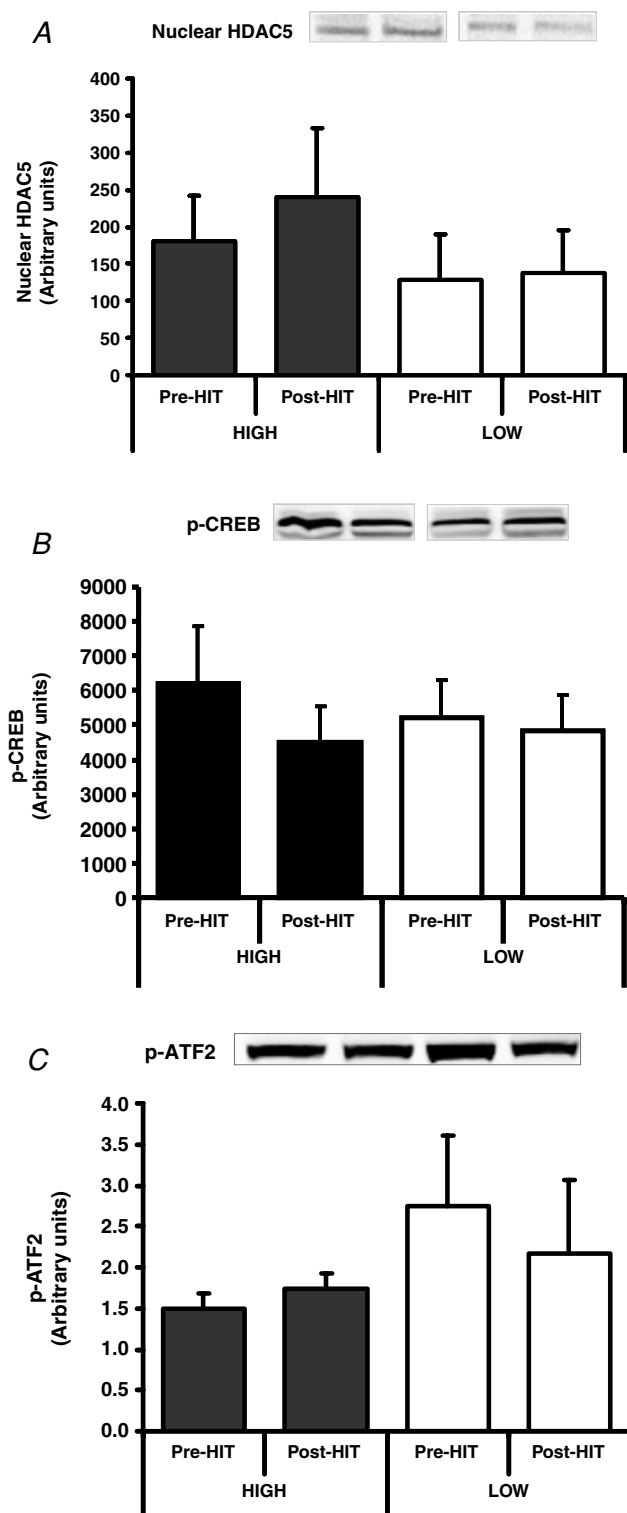 A
Nuclear HDAC5
Nuclear HDAC5
(Arbitrary units)
400
350
300
250
200
150
100
50
0
Pre-HIT Post-HIT Pre-HIT Post-HIT
HIGH LOW
B
p-CREB
p-CREB
(Arbitrary units)
9000
8000
7000
6000
5000
4000
3000
2000
1000
0
Pre-HIT Post-HIT Pre-HIT Post-HIT
HIGH LOW
C
p-ATF2
p-ATF2
(Arbitrary units)
4.0
3.5
3.0
2.5
2.0
1.5
1.0
0.5
0.0
Pre-HIT Post-HIT Pre-HIT Post-HIT
HIGH LOW